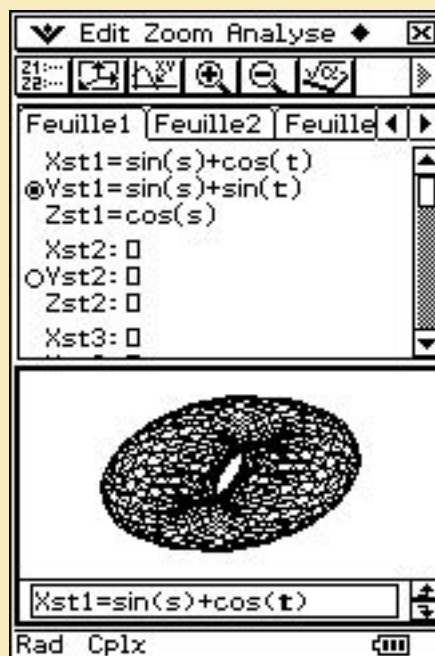 Edit Zoom Analyse
Feuille1 Feuille2 Feuille
Xst1=sin(s)+cos(t)
Yst1=sin(s)+sin(t)
Zst1=cos(s)
Xst2:
Yst2:
Zst2:
Xst3:
Xst1=sin(s)+cos(t)
Rad Cplx